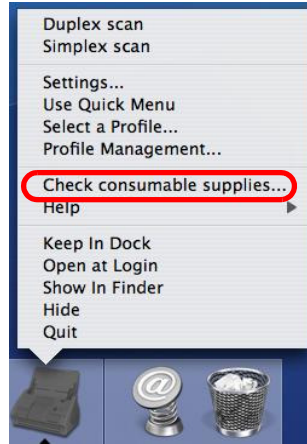 Duplex scan
Simplex scan
Settings...
Use Quick Menu
Select a Profile...
Profile Management...
Check consumable supplies...
Help
Keep In Dock
Open at Login
Show In Finder
Hide
Quit
@